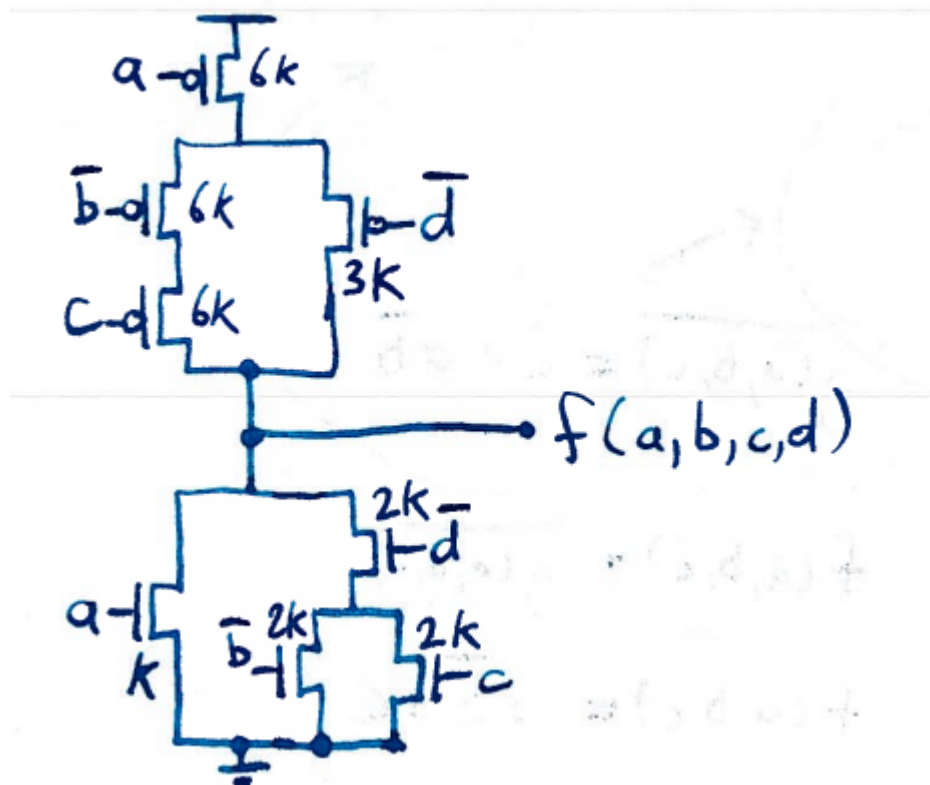 a 6k
b̅ 6k d̅
c 6k 3K
f(a,b,c,d)
2K d̅
a K b̅ 2k 2K c